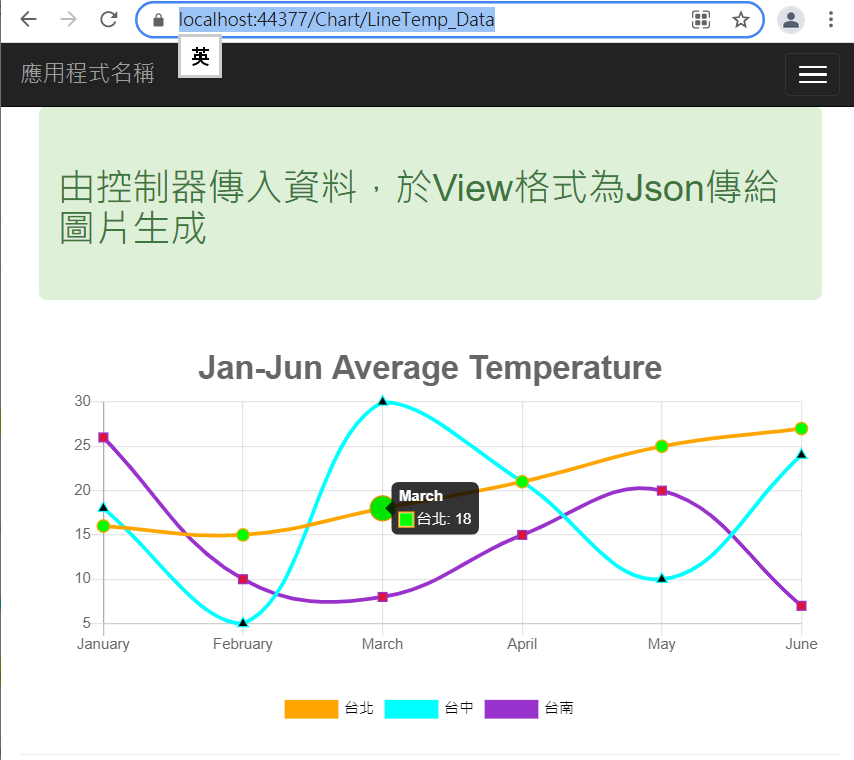 localhost:44377/Chart/LineTemp_Data
英
應用程式名稱
由控制器傳入資料，於View格式為Json傳給
圖片生成
Jan-Jun Average Temperature
30
25
20
15
10
5
March
台北: 18
January February March April May June
台北 台中 台南